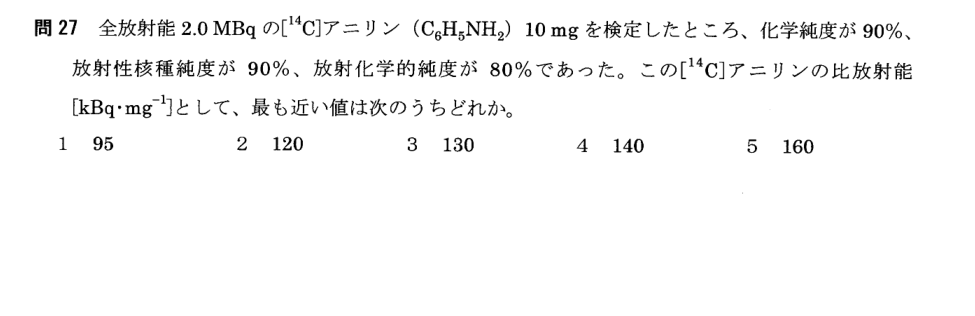 問27 全放射能 2.0 MBq の[¹⁴C]アニリン（C₆H₅NH₂）10 mg を検定したところ、化学純度が 90%、
放射性核種純度が 90%、放射化学的純度が 80%であった。この[¹⁴C]アニリンの比放射能
[kBq・mg⁻¹]として、最も近い値は次のうちどれか。
1 95 2 120 3 130 4 140 5 160